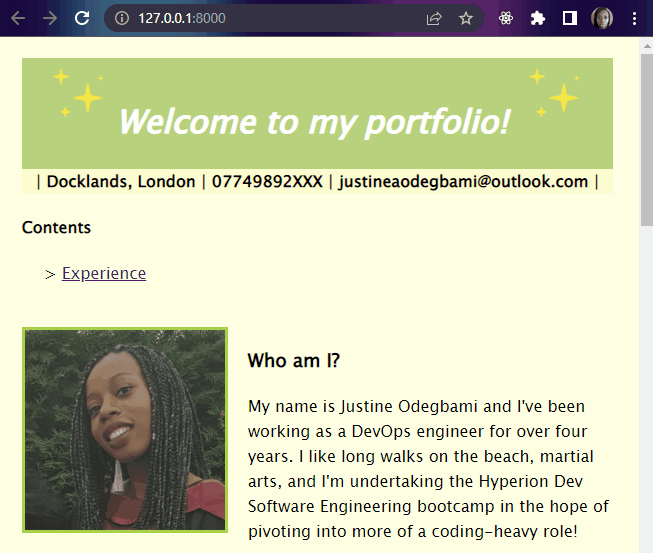 127.0.0.1:8000
Welcome to my portfolio!
| Docklands, London | 07749892XXX | justineaodegbami@outlook.com |
Contents
> Experience
Who am I?
My name is Justine Odegbami and I've been
working as a DevOps engineer for over four
years. I like long walks on the beach, martial
arts, and I'm undertaking the Hyperion Dev
Software Engineering bootcamp in the hope of
pivoting into more of a coding-heavy role!